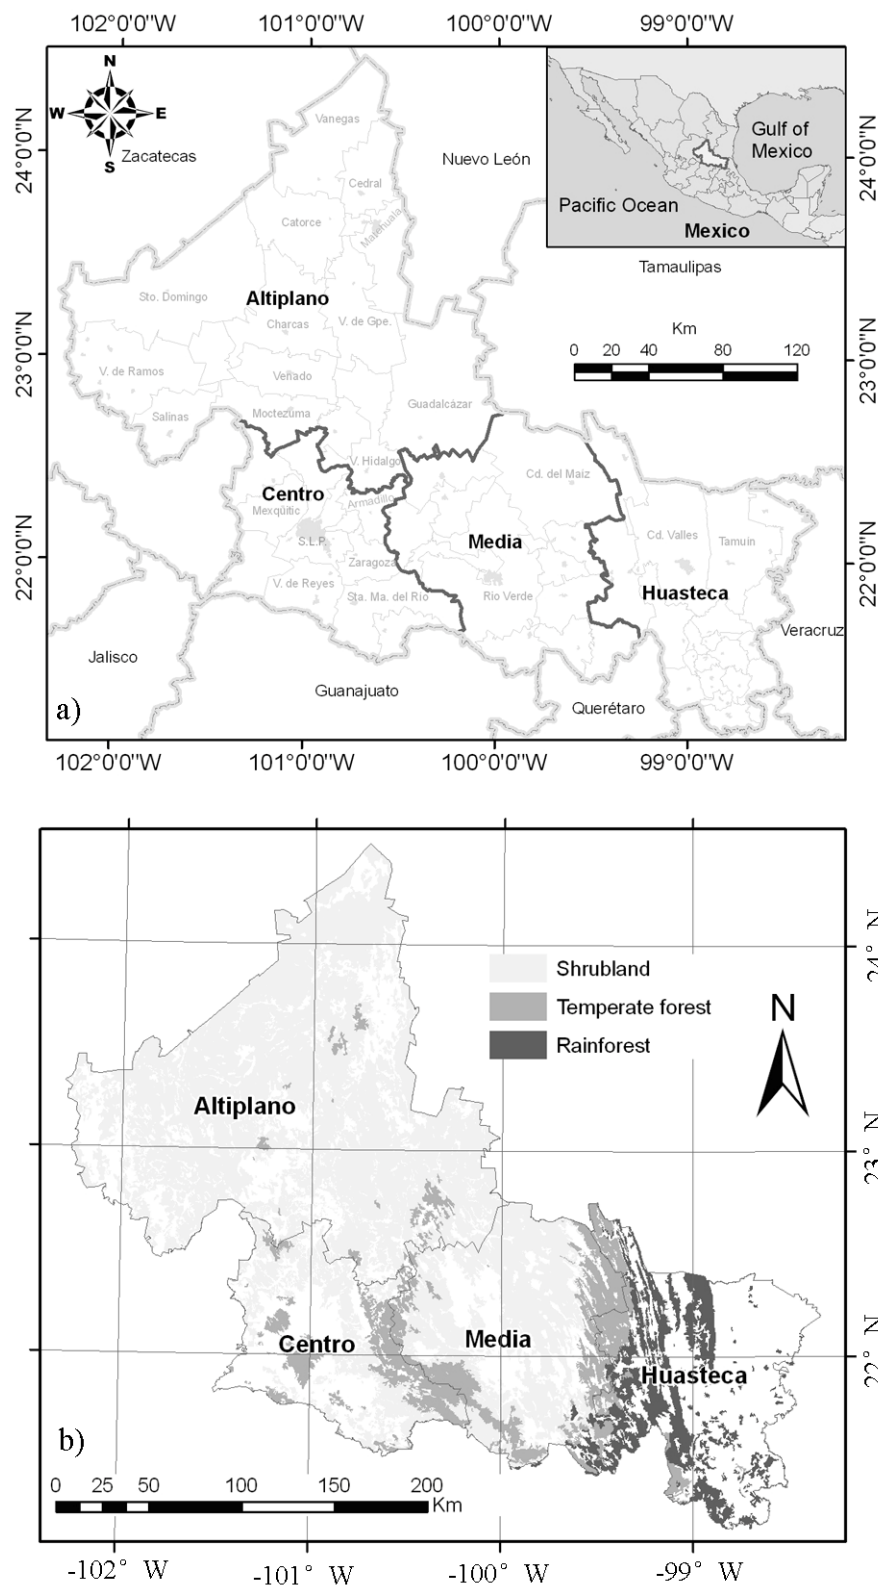 102°0'0"W 101°0'0"W 100°0'0"W 99°0'0"W
N
W E
S
Zacatecas
Vanegas
Nuevo León
Gulf of
Mexico
Pacific Ocean
Mexico
24°0'0"N
24°0'0"N
Cedral
Catorce
Matehuala
Tamaulipas
Sto. Domingo
Altiplano
Charcas
V. de Gpe.
Km
0 20 40 80 120
23°0'0"N
23°0'0"N
V. de Ramos
Venado
Salinas
Moctezuma
Guadalcázar
V. Hidalgo
Cd. del Maíz
Centro
Armadillo
Mexquitic
S.L.P.
Media
Cd. Valles
Tamuín
22°0'0"N
22°0'0"N
Zaragoza
V. de Reyes
Sta. Ma. del Río
Rio Verde
Huasteca
Veracruz
Jalisco
Guanajuato
Querétaro
a)
102°0'0"W 101°0'0"W 100°0'0"W 99°0'0"W
24° N
Shrubland
Temperate forest
Rainforest
N
Altiplano
23° N
Centro
Media
Huasteca
22° N
b)
0 25 50 100 150 200
Km
-102° W -101° W -100° W -99° W